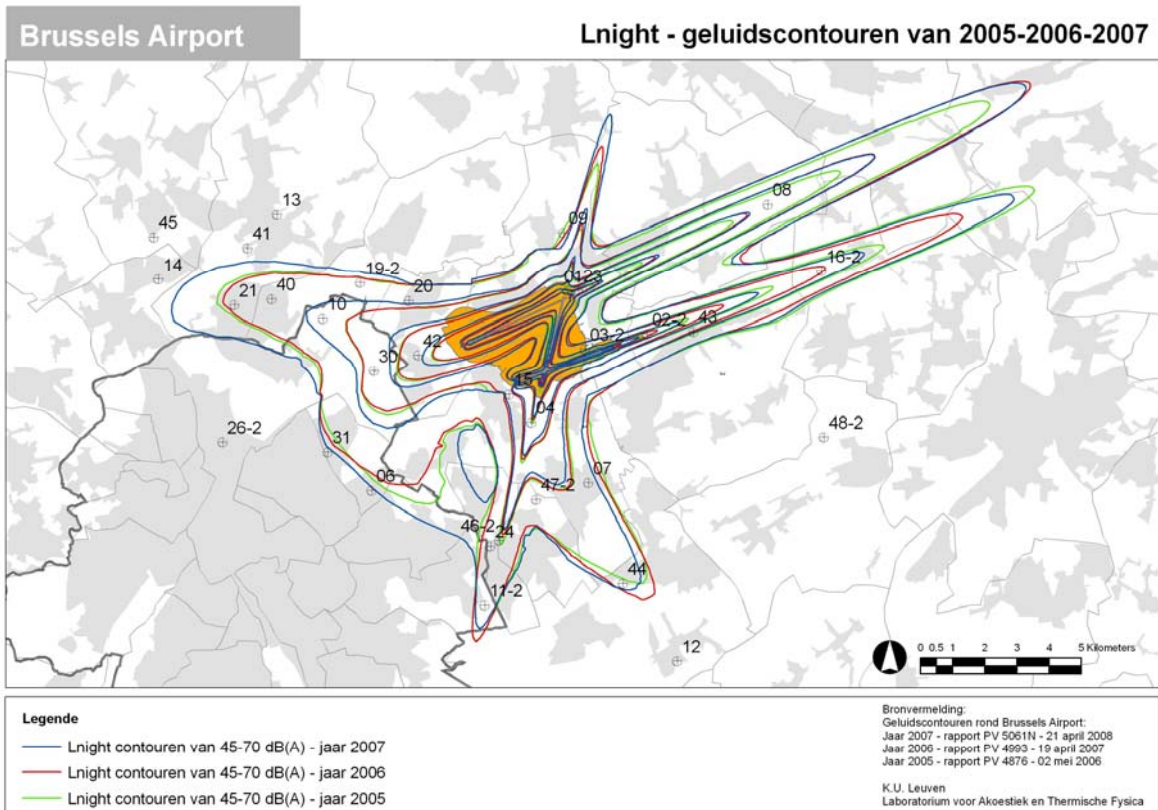 Brussels Airport
Lnight - geluidscontouren van 2005-2006-2007
08
13
09
45
41
14
19-2
0123
16-2
40
21
20
10
03-2
02-2
43
42
30
15
04
26-2
31
48-2
06
07
47-2
46-2
24
44
11-2
12
0 0.5 1 2 3 4 5 Kilometers
Legende
Lnight contouren van 45-70 dB(A) - jaar 2007
Lnight contouren van 45-70 dB(A) - jaar 2006
Lnight contouren van 45-70 dB(A) - jaar 2005
Bronvermelding:
Geluidscontouren rond Brussels Airport:
Jaar 2007 - rapport PV 5061N - 21 april 2008
Jaar 2006 - rapport PV 4993 - 19 april 2007
Jaar 2005 - rapport PV 4876 - 02 mei 2006
K.U. Leuven
Laboratorium voor Akoestiek en Thermische Fysica